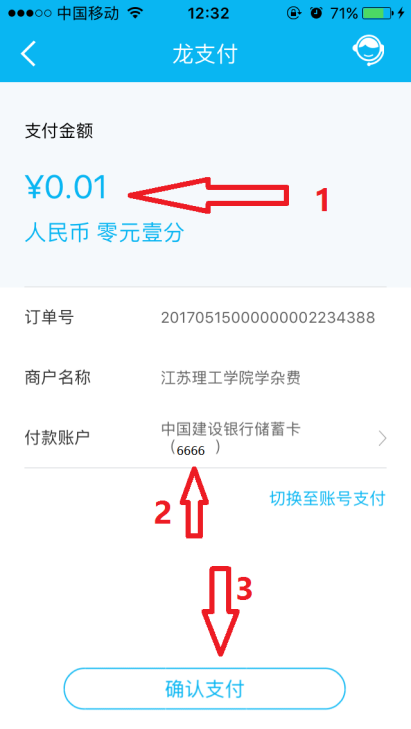 中国移动 12:32 71%
龙支付
支付金额
¥0.01
1
人民币 零元壹分
订单号 20170515000000002234388
商户名称 江苏理工学院学杂费
付款账户 中国建设银行储蓄卡
（6666 ）
切换至账号支付
2
3
确认支付